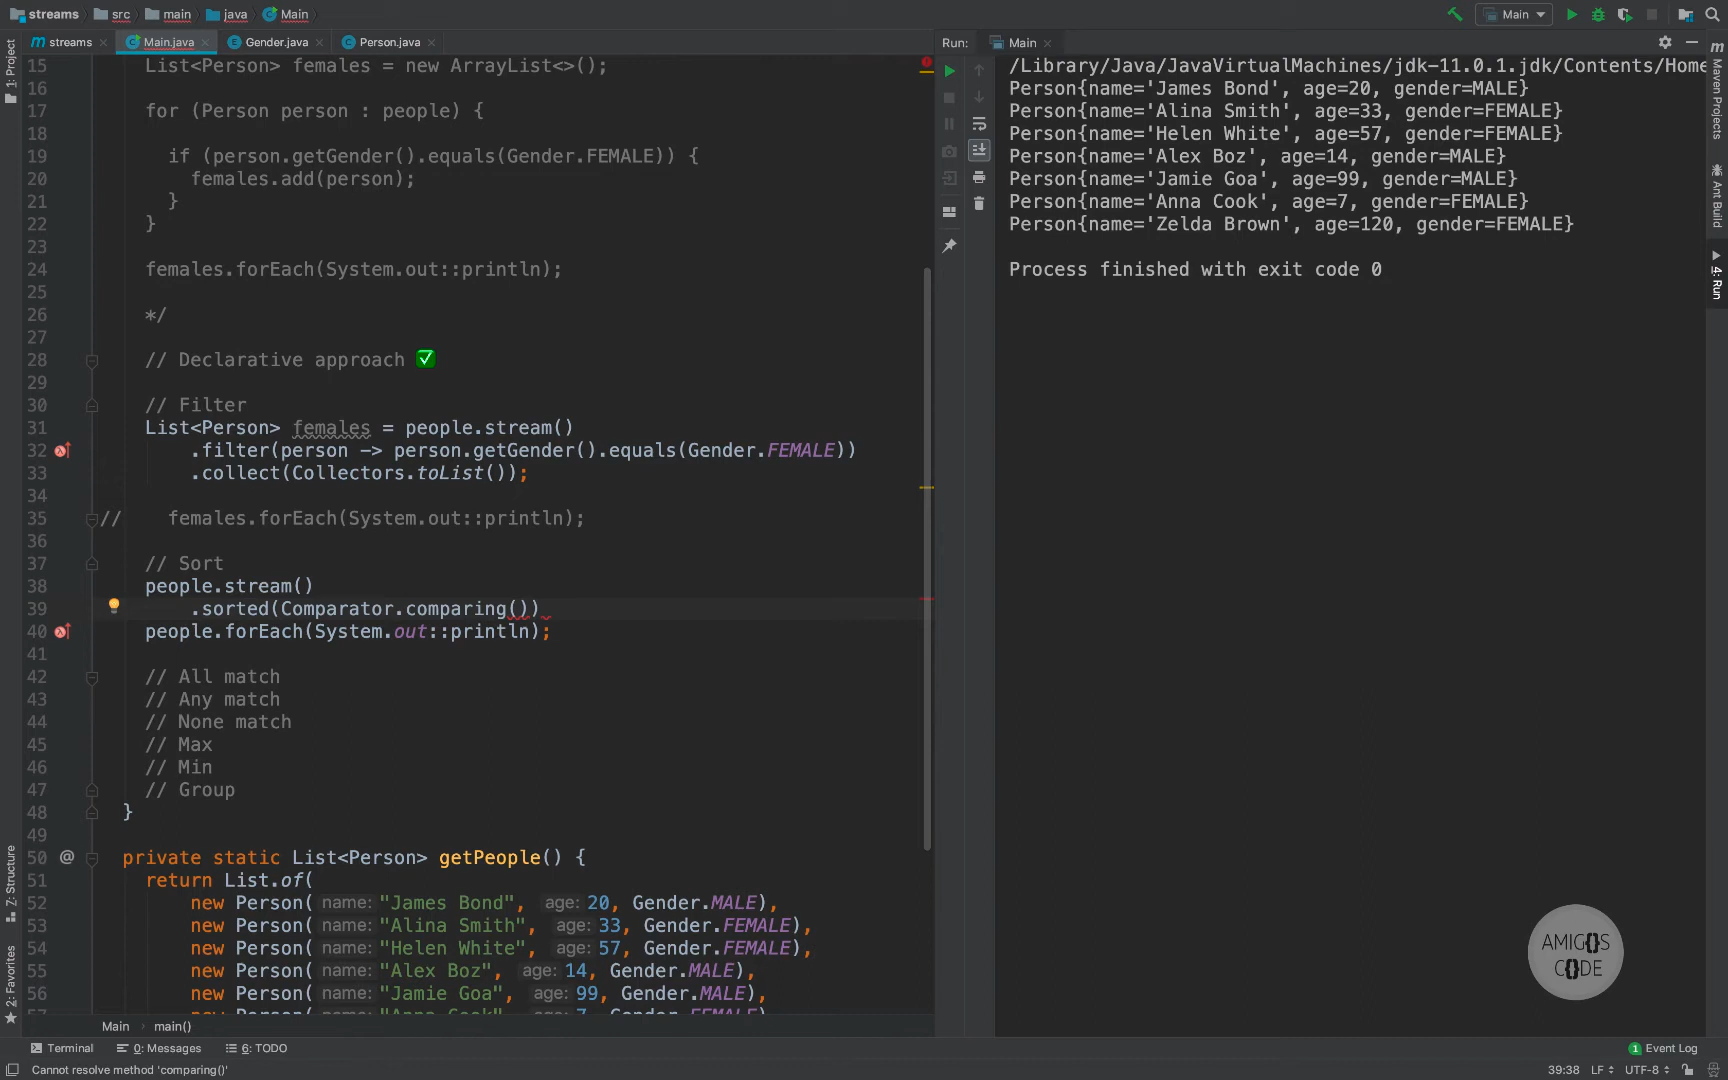 streams
src
main
java
Main
Main
streams
Main.java
Gender.java
Person.java
Run:
Main
1: Project
15 List<Person> females = new ArrayList<>();
16
17 for (Person person : people) {
18
19 if (person.getGender().equals(Gender.FEMALE)) {
20 females.add(person);
21 }
22 }
23
24 females.forEach(System.out::println);
25
26 */
27
28 // Declarative approach ✅
29
30 // Filter
31 List<Person> females = people.stream()
32 .filter(person -> person.getGender().equals(Gender.FEMALE))
33 .collect(Collectors.toList());
34
35 // females.forEach(System.out::println);
36
37 // Sort
38 people.stream()
39 .sorted(Comparator.comparing())
40 people.forEach(System.out::println);
41
42 // All match
43 // Any match
44 // None match
45 // Max
46 // Min
47 // Group
48 }
49
50 @ private static List<Person> getPeople() {
51 return List.of(
52 new Person( name: "James Bond", age: 20, Gender.MALE),
53 new Person( name: "Alina Smith", age: 33, Gender.FEMALE),
54 new Person( name: "Helen White", age: 57, Gender.FEMALE),
55 new Person( name: "Alex Boz", age: 14, Gender.MALE),
56 new Person( name: "Jamie Goa", age: 99, Gender.MALE),
/Library/Java/JavaVirtualMachines/jdk-11.0.1.jdk/Contents/Home
Person{name='James Bond', age=20, gender=MALE}
Person{name='Alina Smith', age=33, gender=FEMALE}
Person{name='Helen White', age=57, gender=FEMALE}
Person{name='Alex Boz', age=14, gender=MALE}
Person{name='Jamie Goa', age=99, gender=MALE}
Person{name='Anna Cook', age=7, gender=FEMALE}
Person{name='Zelda Brown', age=120, gender=FEMALE}
Process finished with exit code 0
m
Maven Projects
Ant Build
4: Run
AMIG{}S
C{}DE
Z: Structure
2: Favorites
Main
main()
Terminal
0: Messages
6: TODO
1 Event Log
Cannot resolve method 'comparing()'
39:38
LF
UTF-8